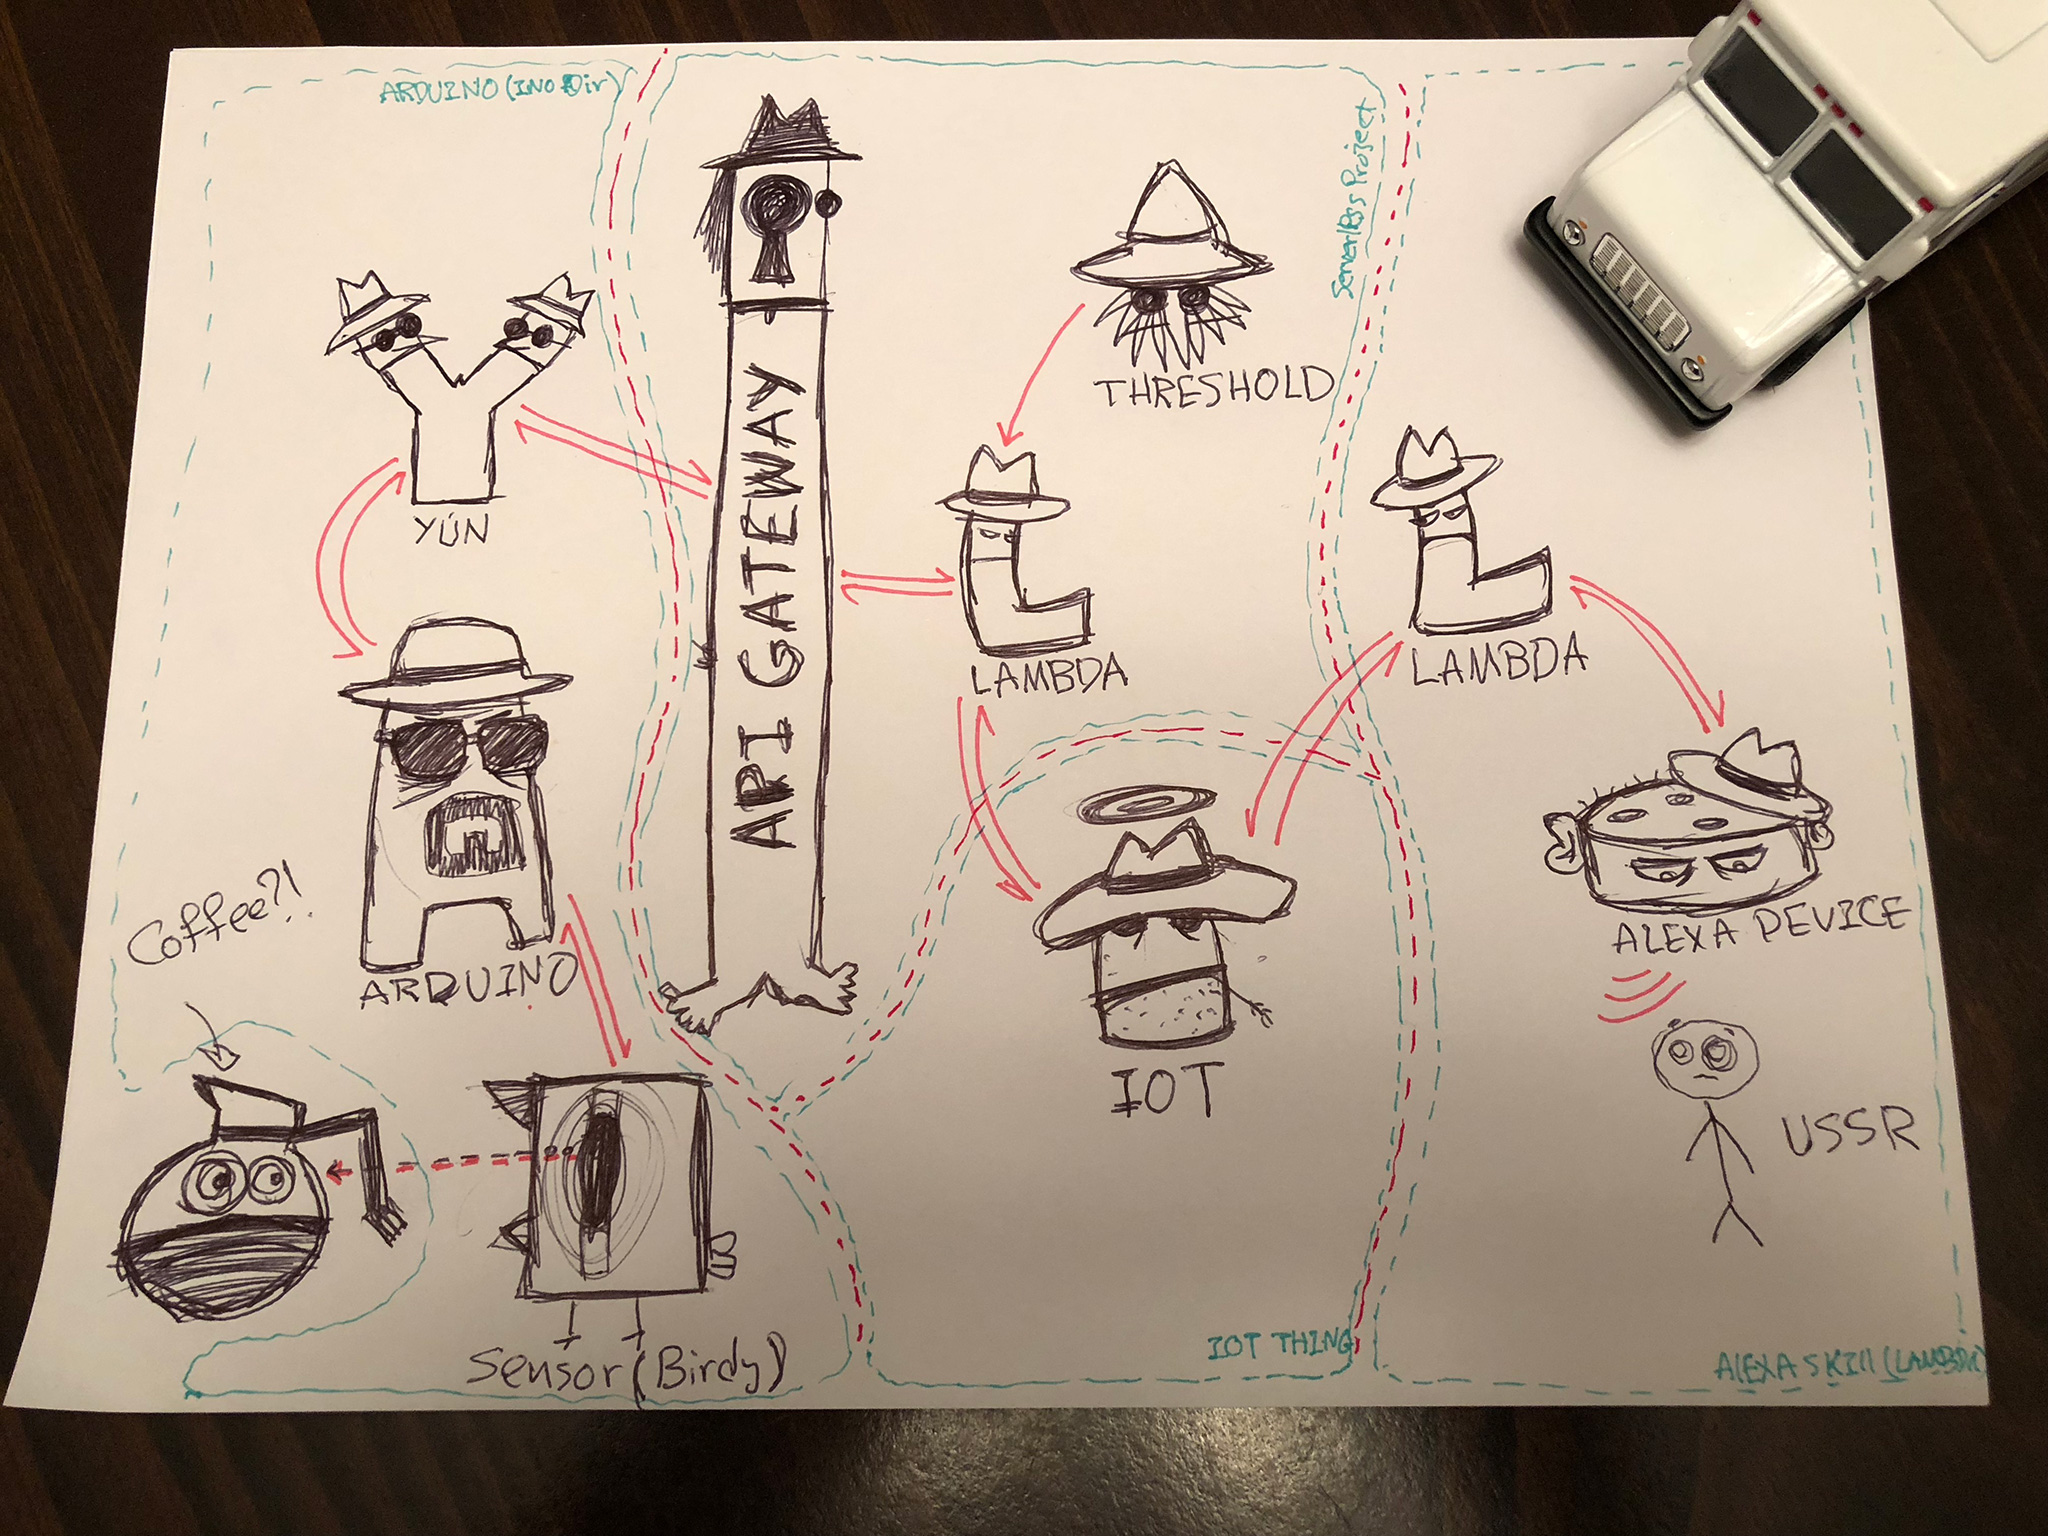 ARDUINO (INO Dir)
Serverless Project
THRESHOLD
YÚN
API GATEWAY
LAMBDA
LAMBDA
Coffee?!
ARDUINO
ALEXA DEVICE
IOT
USSR
Sensor (Birdy)
IOT THING
ALEXA SKIll (LAMBDA)